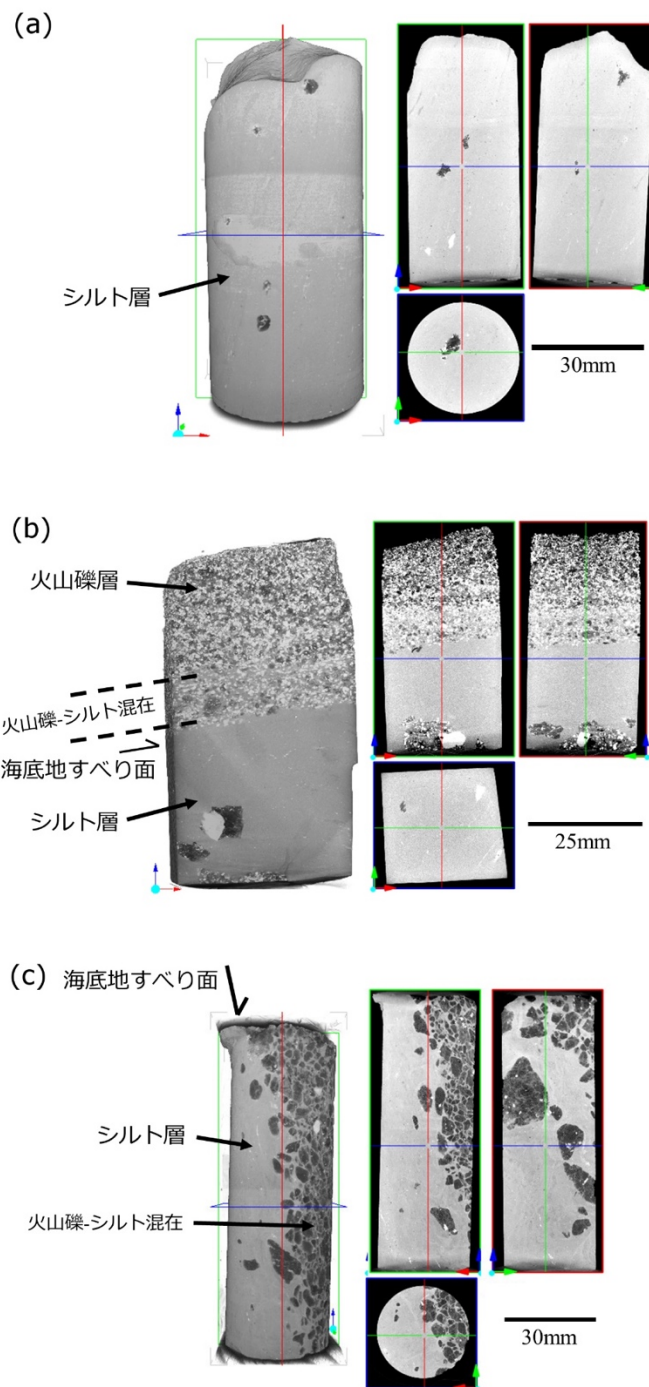 (a)
シルト層
30mm
(b)
火山礫層
火山礫-シルト混在
海底地すべり面
シルト層
25mm
(c)
海底地すべり面
シルト層
火山礫-シルト混在
30mm